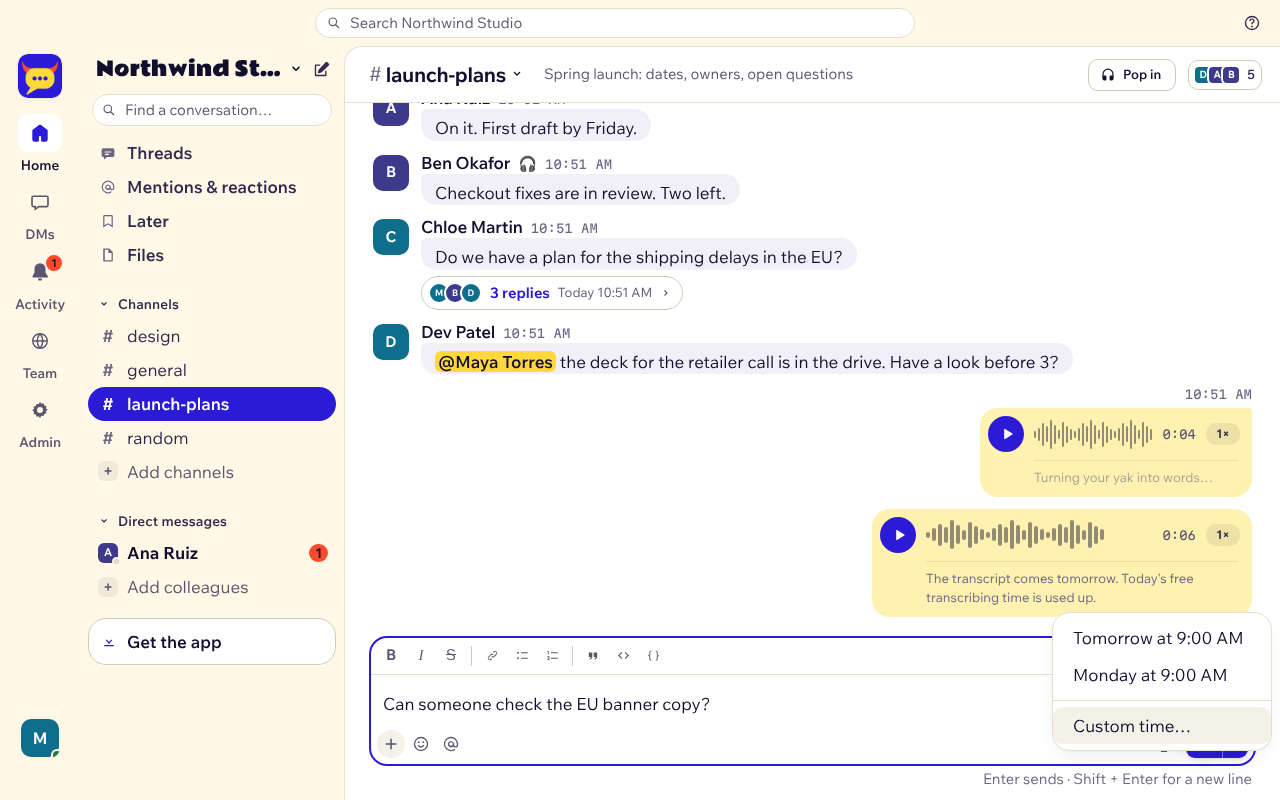 Search Northwind Studio
Northwind St...
Find a conversation...
Home
DMs
1
Activity
Team
Admin
M
Threads
Mentions & reactions
Later
Files
Channels
# design
# general
# launch-plans
# random
+ Add channels
Direct messages
A Ana Ruiz 1
+ Add colleagues
Get the app
# launch-plans
Spring launch: dates, owners, open questions
Pop in
D A B 5
A
On it. First draft by Friday.
B
Ben Okafor 10:51 AM
Checkout fixes are in review. Two left.
C
Chloe Martin 10:51 AM
Do we have a plan for the shipping delays in the EU?
M B D 3 replies Today 10:51 AM
D
Dev Patel 10:51 AM
@Maya Torres the deck for the retailer call is in the drive. Have a look before 3?
10:51 AM
0:04 1×
Turning your yak into words...
0:06 1×
The transcript comes tomorrow. Today's free
transcribing time is used up.
B I S
Can someone check the EU banner copy?
Tomorrow at 9:00 AM
Monday at 9:00 AM
Custom time...
Enter sends · Shift + Enter for a new line